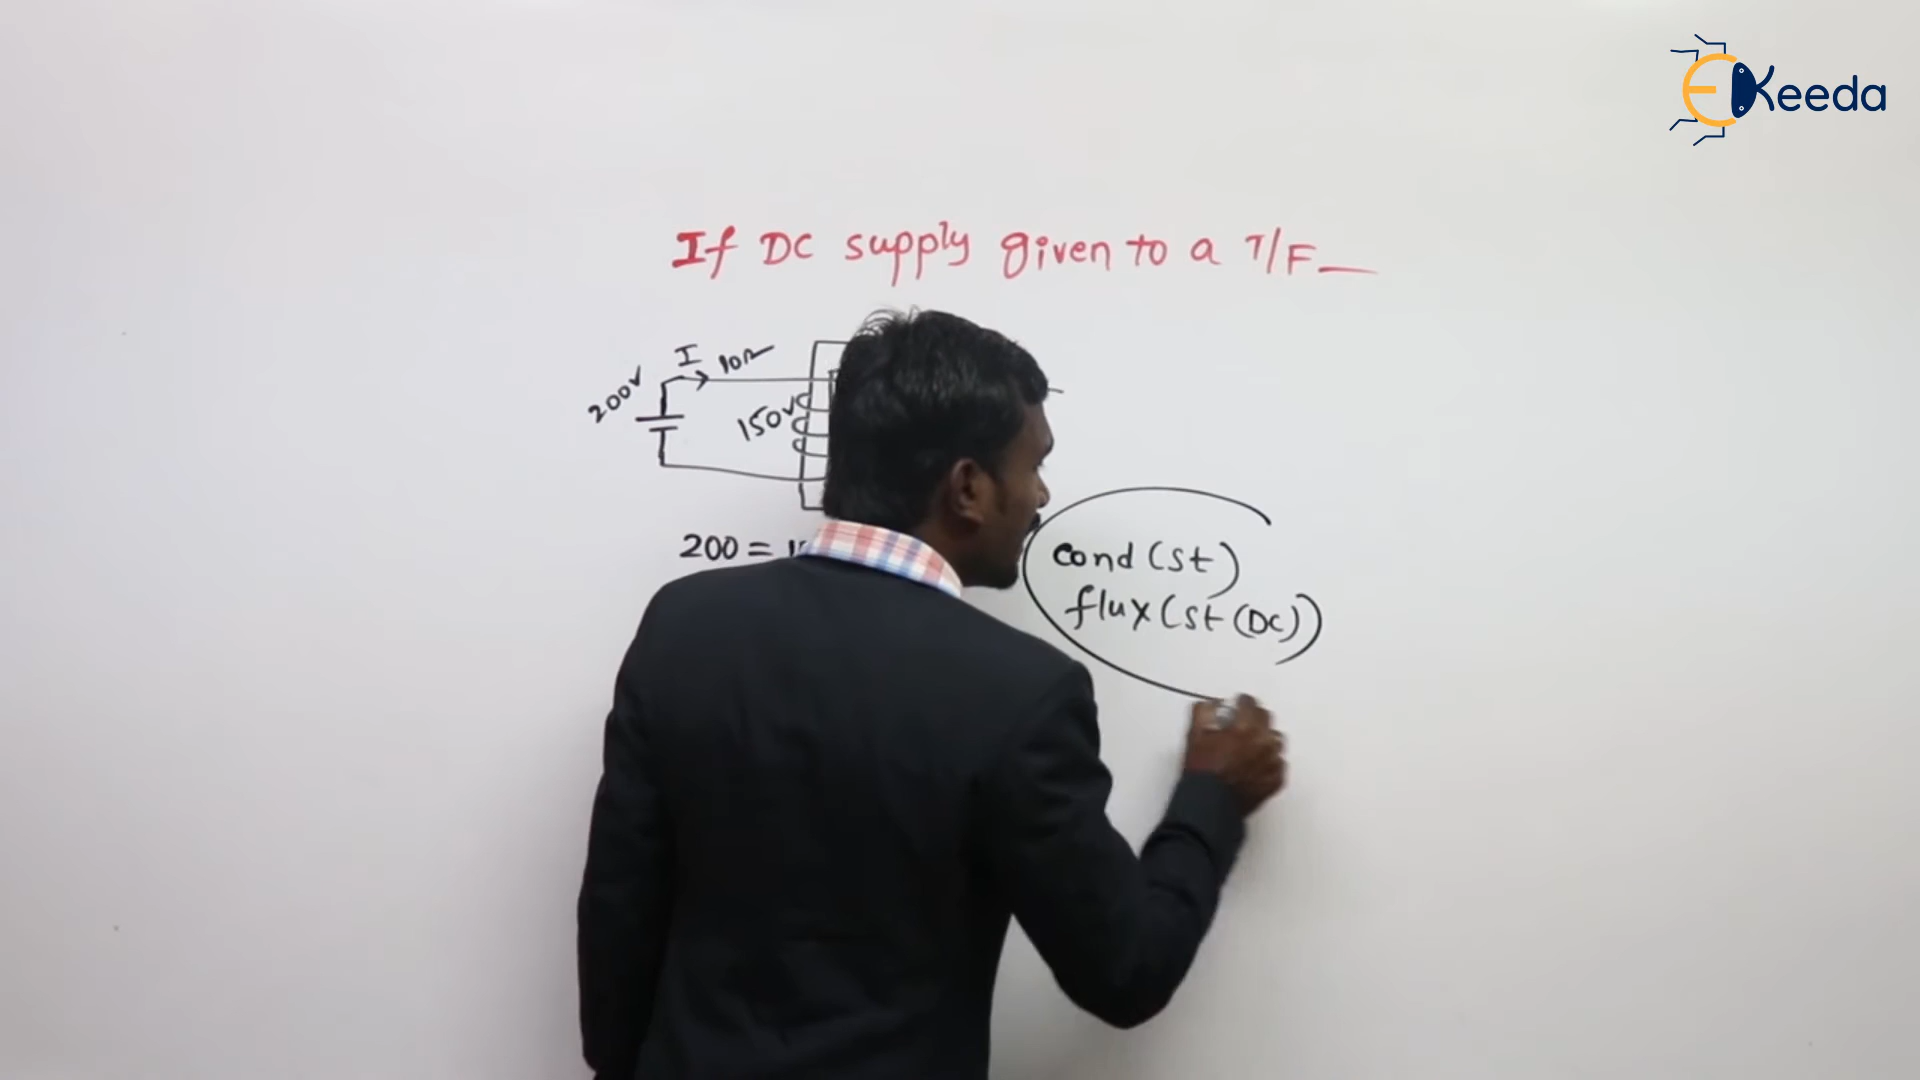 EKeeda
If DC supply given to a T/F
I 10Ω
200V
150V
200 =
cond (st)
flux (st (DC))